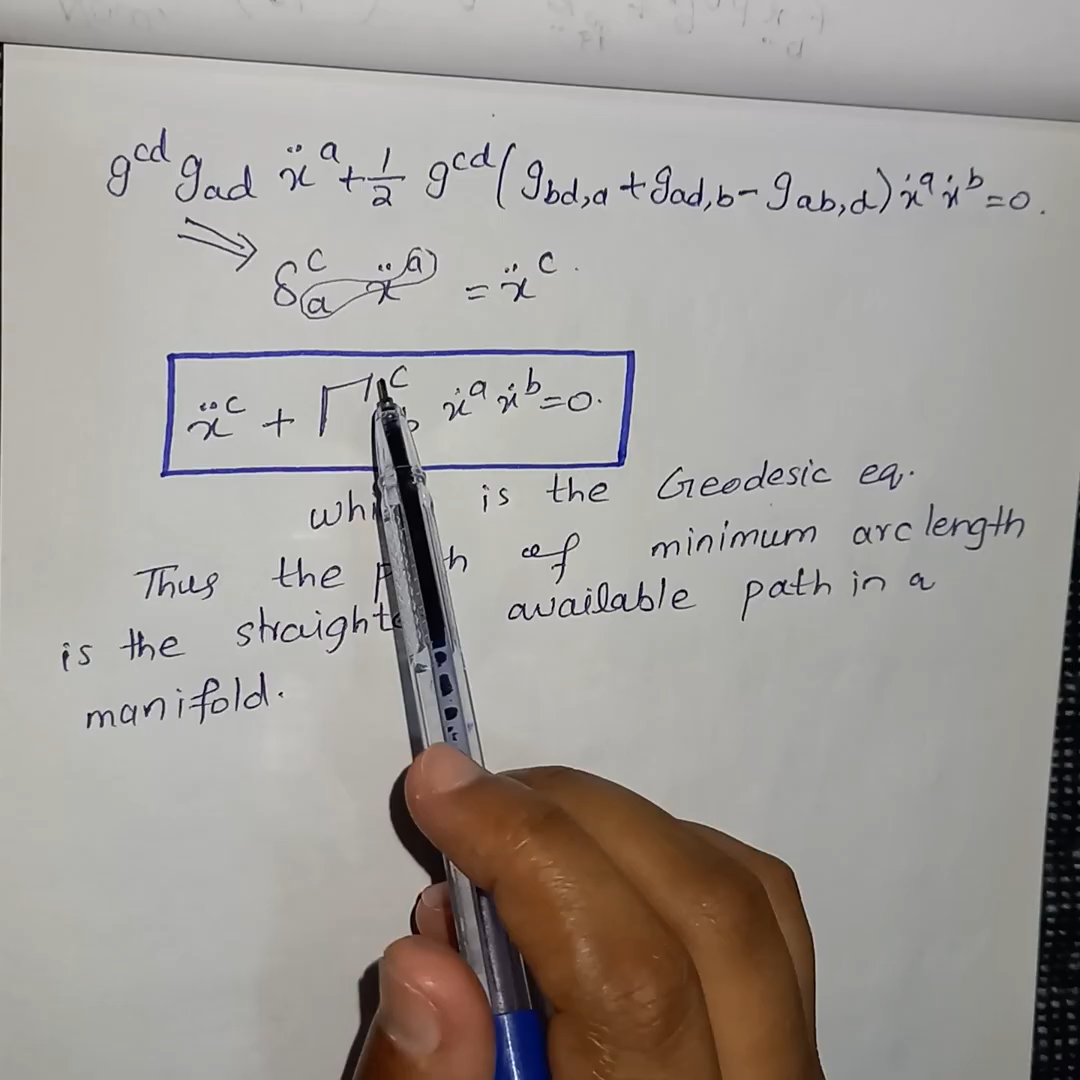 g^{cd} g_{ad} ẍ^a + 1/2 g^{cd} ( g_{bd,a} + g_{ad,b} - g_{ab,d} ) ẋ^a ẋ^b = 0.
⇒ δ^c_a ẍ^a = ẍ^c.
ẍ^c + Γ^c ẋ^a ẋ^b = 0.
is the Geodesic eq.
Thus the of minimum arc length
is the available path in a
manifold.